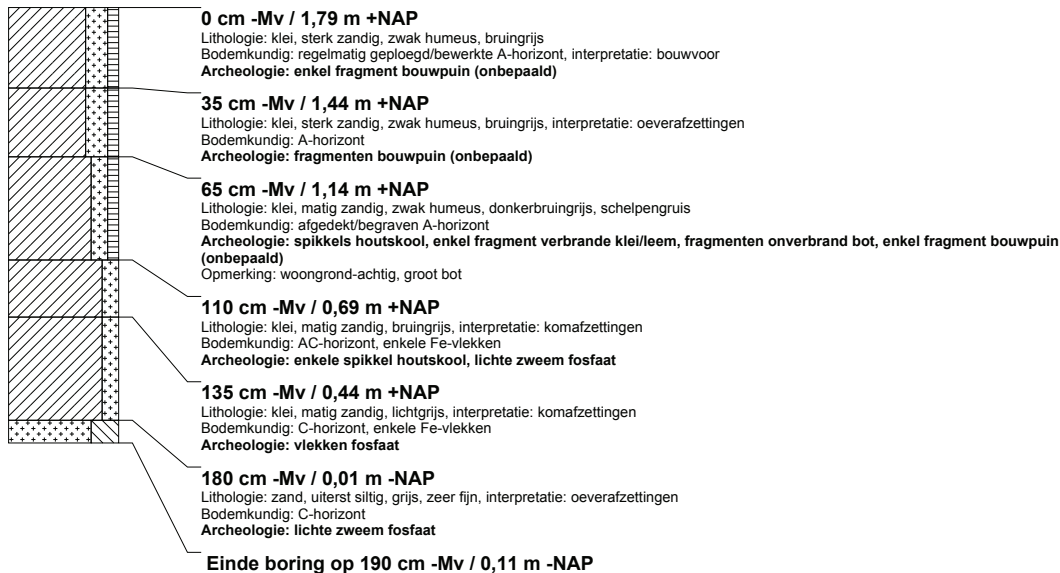 0 cm -Mv / 1,79 m +NAP
Lithologie: klei, sterk zandig, zwak humeus, bruingrijs
Bodemkundig: regelmatig geploegd/bewerkte A-horizont, interpretatie: bouwvoor
Archeologie: enkel fragment bouwpuin (onbepaald)
35 cm -Mv / 1,44 m +NAP
Lithologie: klei, sterk zandig, zwak humeus, bruingrijs, interpretatie: oeverafzettingen
Bodemkundig: A-horizont
Archeologie: fragmenten bouwpuin (onbepaald)
65 cm -Mv / 1,14 m +NAP
Lithologie: klei, matig zandig, zwak humeus, donkerbruingrijs, schelpengruis
Bodemkundig: afgedekt/begraven A-horizont
Archeologie: spikkels houtskool, enkel fragment verbrande klei/leem, fragmenten onverbrand bot, enkel fragment bouwpuin
(onbepaald)
Opmerking: woongrond-achtig, groot bot
110 cm -Mv / 0,69 m +NAP
Lithologie: klei, matig zandig, bruingrijs, interpretatie: komafzettingen
Bodemkundig: AC-horizont, enkele Fe-vlekken
Archeologie: enkele spikkel houtskool, lichte zweem fosfaat
135 cm -Mv / 0,44 m +NAP
Lithologie: klei, matig zandig, lichtgrijs, interpretatie: komafzettingen
Bodemkundig: C-horizont, enkele Fe-vlekken
Archeologie: vlekken fosfaat
180 cm -Mv / 0,01 m -NAP
Lithologie: zand, uiterst siltig, grijs, zeer fijn, interpretatie: oeverafzettingen
Bodemkundig: C-horizont
Archeologie: lichte zweem fosfaat
Einde boring op 190 cm -Mv / 0,11 m -NAP